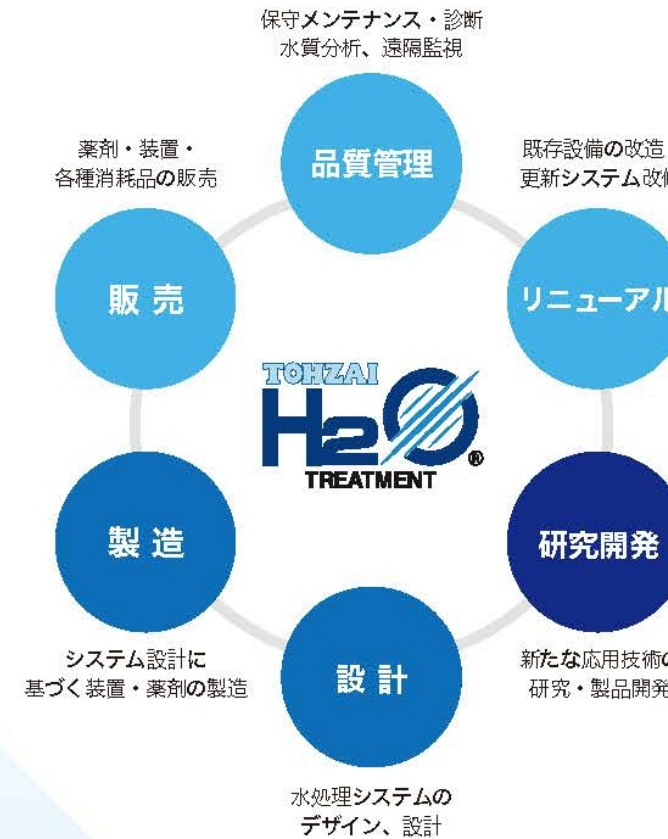 保守メンテナンス・診断
水質分析、遠隔監視
品質管理
薬剤・装置・
各種消耗品の販売
販売
既存設備の改造
更新システム改
リニューアル
TOHZAI
H2O®
TREATMENT
製造
システム設計に
基づく装置・薬剤の製造
研究開発
新たな応用技術の
研究・製品開発
設計
水処理システムの
デザイン、設計